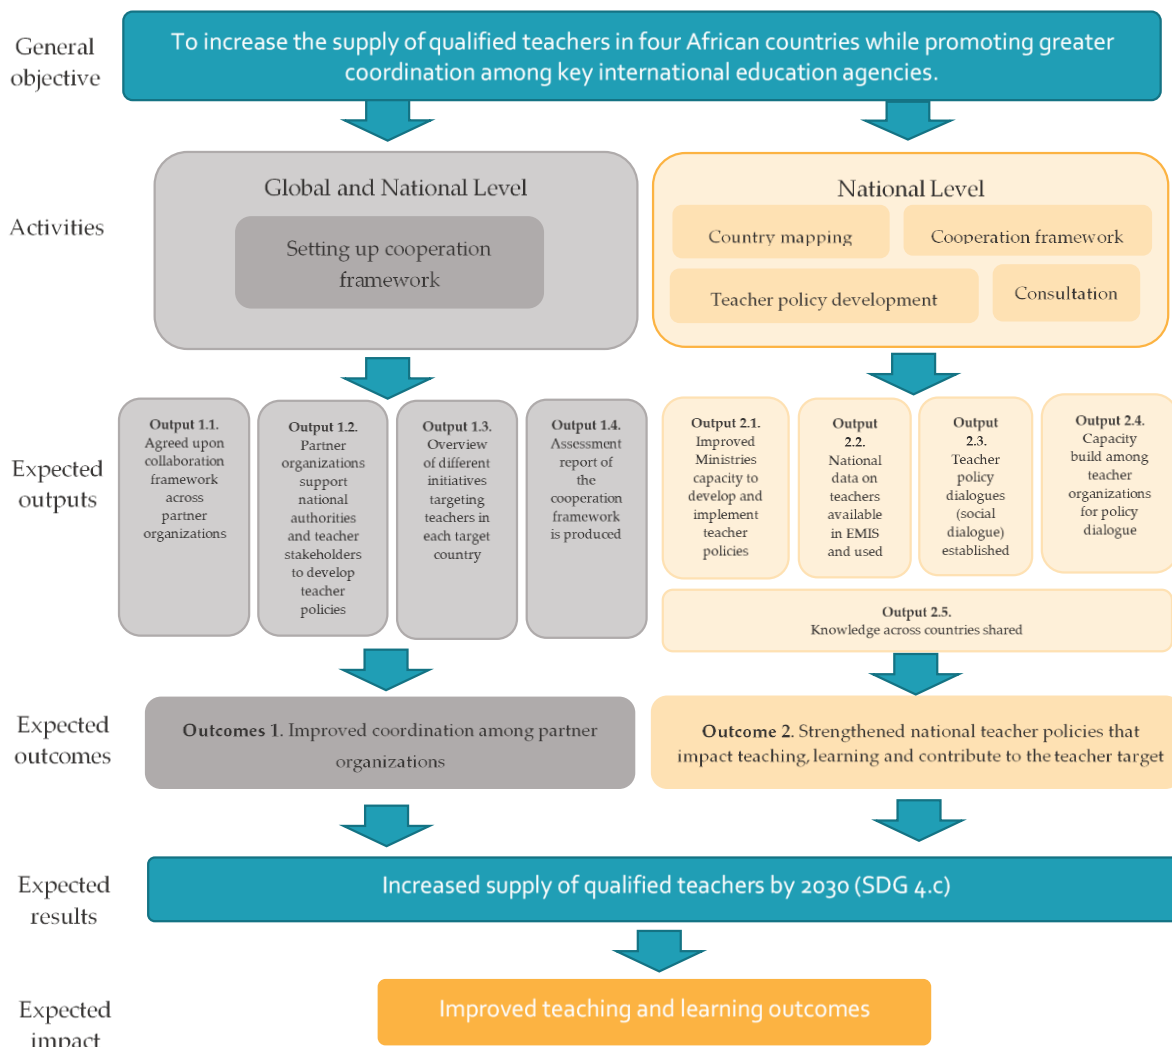 General
objective
To increase the supply of qualified teachers in four African countries while promoting greater
coordination among key international education agencies.
Activities
Global and National Level
Setting up cooperation
framework
National Level
Country mapping
Cooperation framework
Teacher policy development
Consultation
Expected
outputs
Output 1.1.
Agreed upon
collaboration
framework
across
partner
organizations
Output 1.2.
Partner
organizations
support
national
authorities
and teacher
stakeholders
to develop
teacher
policies
Output 1.3.
Overview
of different
initiatives
targeting
teachers in
each target
country
Output 1.4.
Assessment
report of
the
cooperation
framework
is produced
Output 2.1.
Improved
Ministries
capacity to
develop and
implement
teacher
policies
Output
2.2.
National
data on
teachers
available
in EMIS
and used
Output
2.3.
Teacher
policy
dialogues
(social
dialogue)
established
Output 2.4.
Capacity
build among
teacher
organizations
for policy
dialogue
Output 2.5.
Knowledge across countries shared
Expected
outcomes
Outcomes 1. Improved coordination among partner
organizations
Outcome 2. Strengthened national teacher policies that
impact teaching, learning and contribute to the teacher target
Expected
results
Increased supply of qualified teachers by 2030 (SDG 4.c)
Expected
impact
Improved teaching and learning outcomes